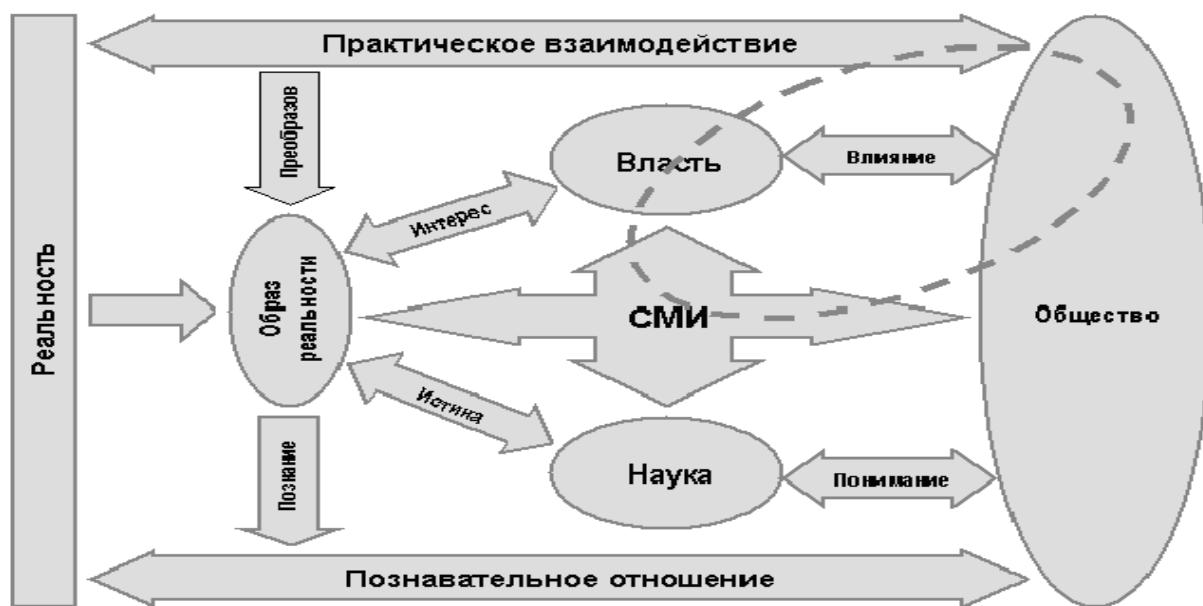 Практическое взаимодействие
Реальность
Преобразов
Власть
Влияние
Интерес
Образ
реальности
СМИ
Общество
Истина
Познание
Наука
Понимание
Познавательное отношение